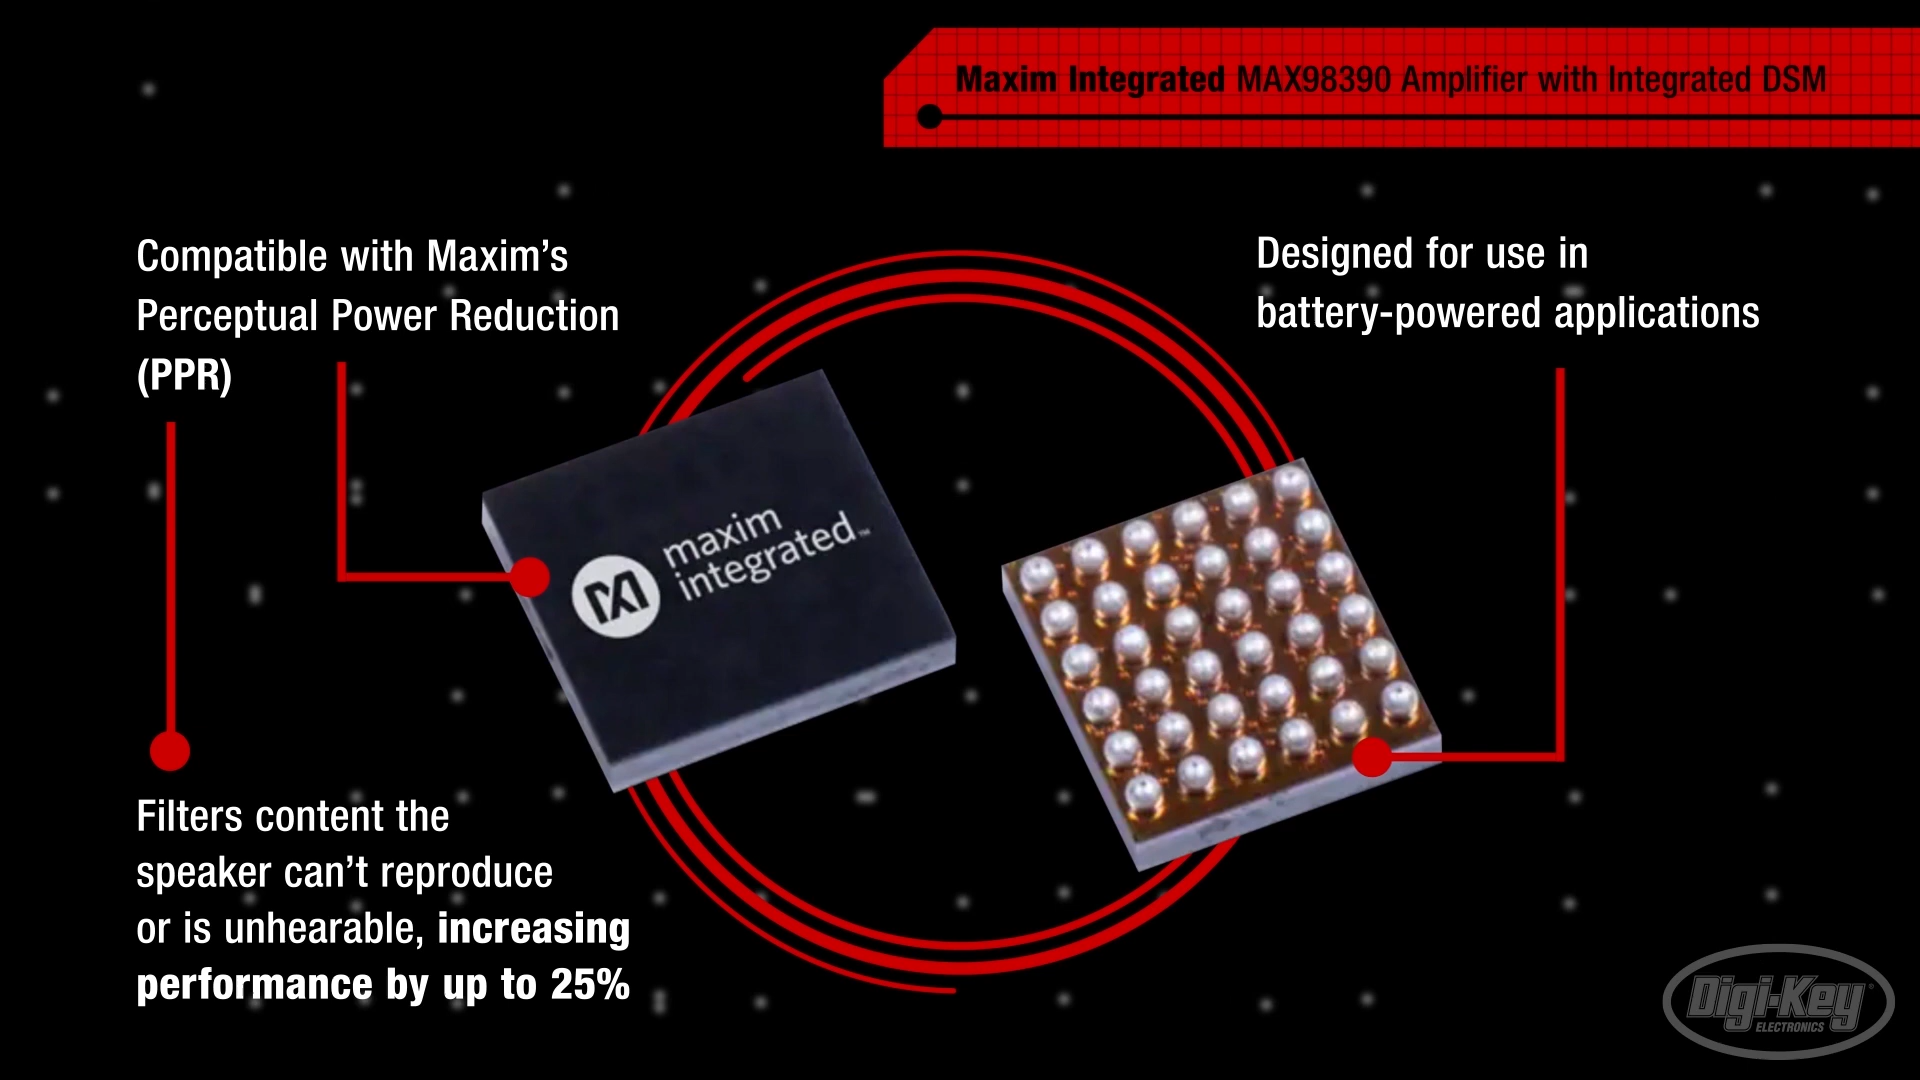 Maxim Integrated MAX98390 Amplifier with Integrated DSM
Compatible with Maxim’s
Perceptual Power Reduction
(PPR)
Designed for use in
battery-powered applications
maxim
integrated™
Filters content the
speaker can’t reproduce
or is unhearable, increasing
performance by up to 25%
Digi-Key®
ELECTRONICS